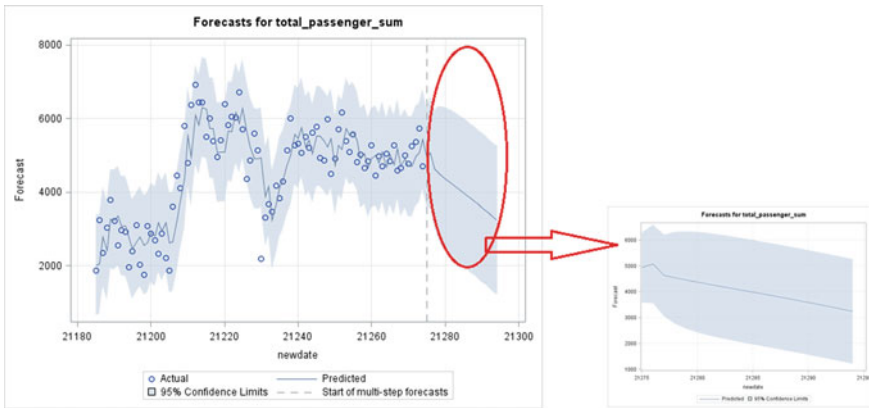 Forecasts for total_passenger_sum
8000
6000
4000
2000
Forecast
21180 21200 21220 21240 21260 21280 21300
newdate
Actual Predicted
95% Confidence Limits Start of multi-step forecasts
Forecasts for total_passenger_sum
6000
5000
4000
3000
2000
1000
Forecast
newdate
Predicted 95% Confidence Limits